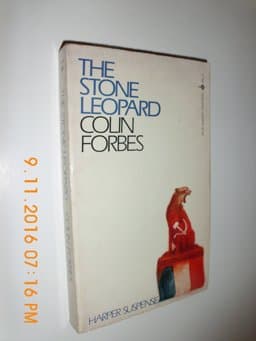 THE
STONE
LEOPARD
COLIN
FORBES
HARPER SUSPENSE
9.11.2016 07:16 PM